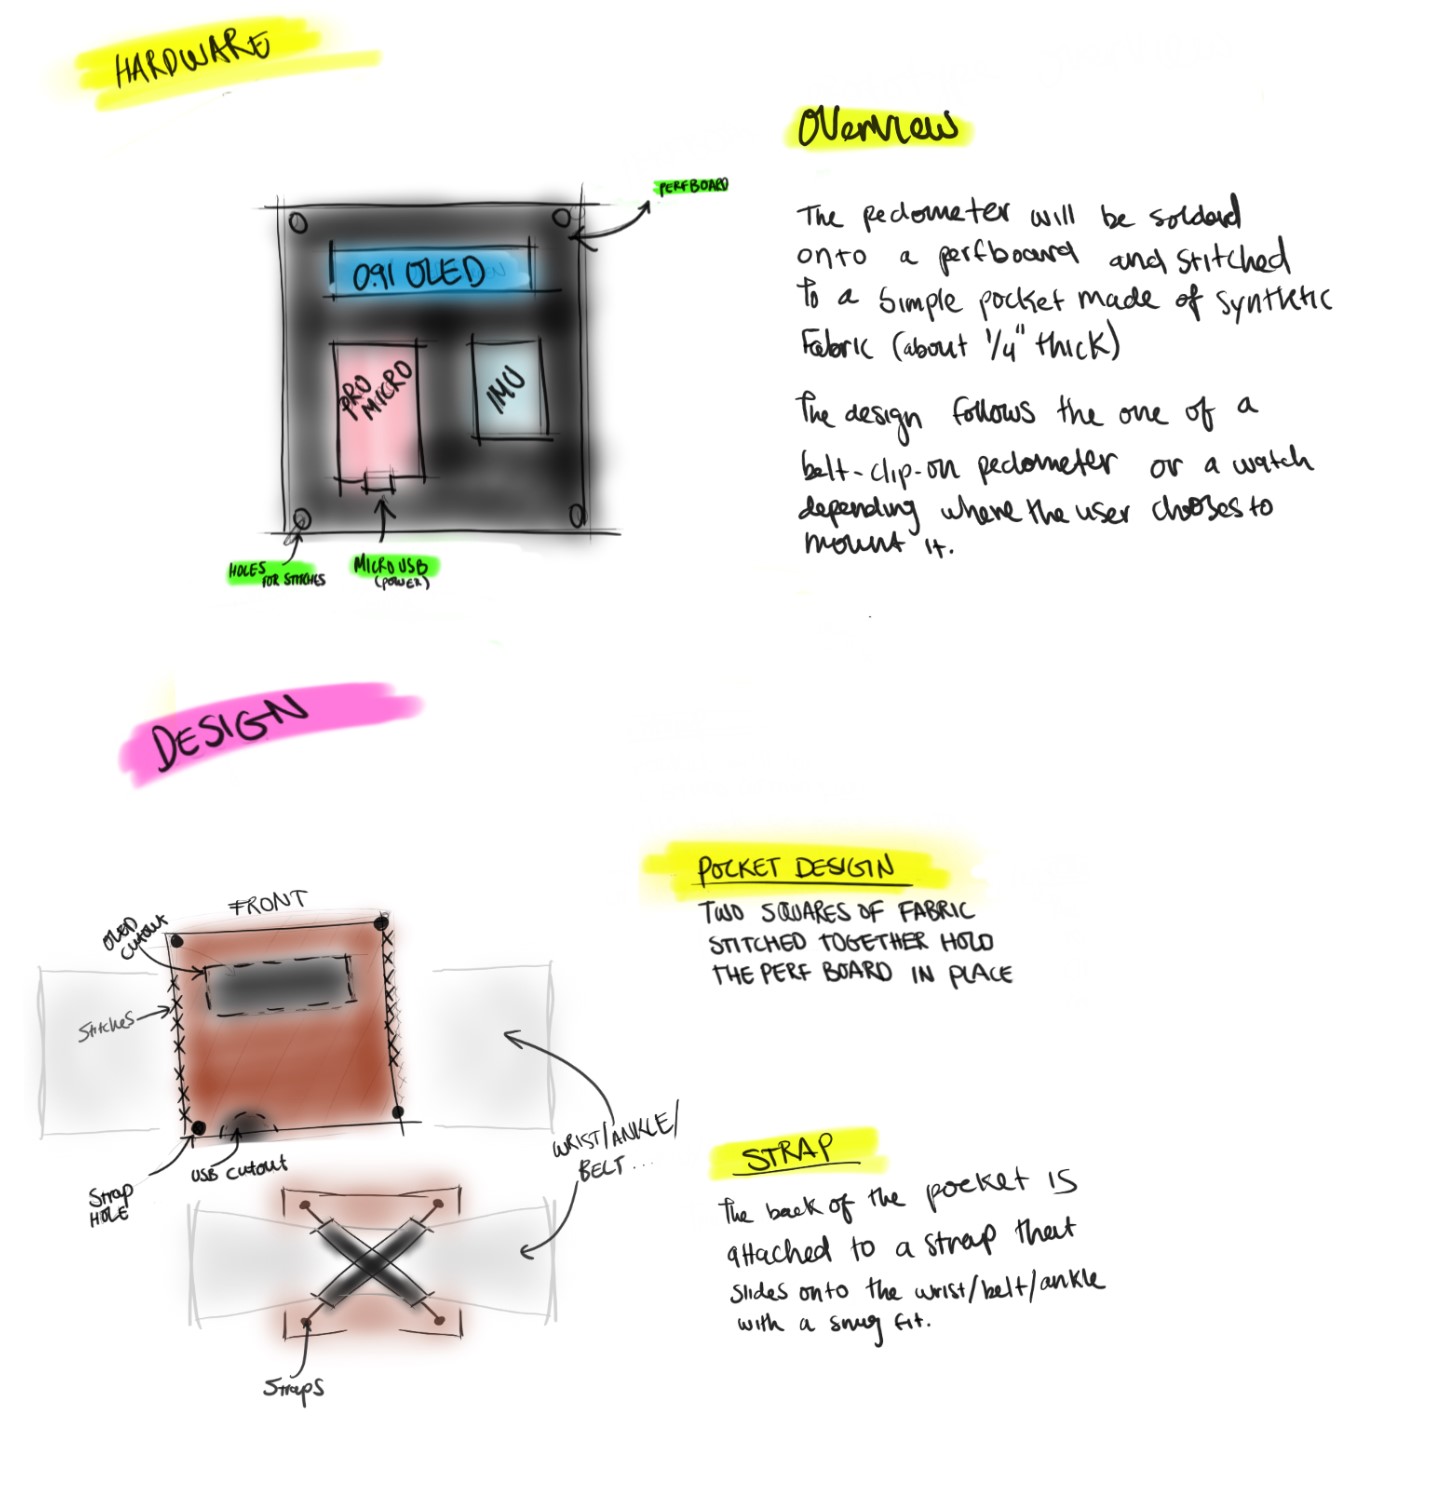 HARDWARE
PERFBOARD
0.91 OLED
PRO
MICRO
IMU
HOLES
FOR STITCHES
MICRO USB
(POWER)
Overview
The pedometer will be solderd
onto a perfboard and stitched
to a simple pocket made of synthetic
Fabric (about 1/4" thick)
The design follows the one of a
belt-clip-on pedometer or a watch
depending where the user chooses to
mount it.
DESIGN
FRONT
OLED
CUTOUT
Stitches
Strap
HOLE
USB CUTOUT
WRIST/ANKLE/
BELT...
Straps
POCKET DESIGN
TWO SQUARES OF FABRIC
STITCHED TOGETHER HOLD
THE PERF BOARD IN PLACE
STRAP
The back of the pocket is
attached to a strap that
slides onto the wrist/belt/ankle
with a snug fit.